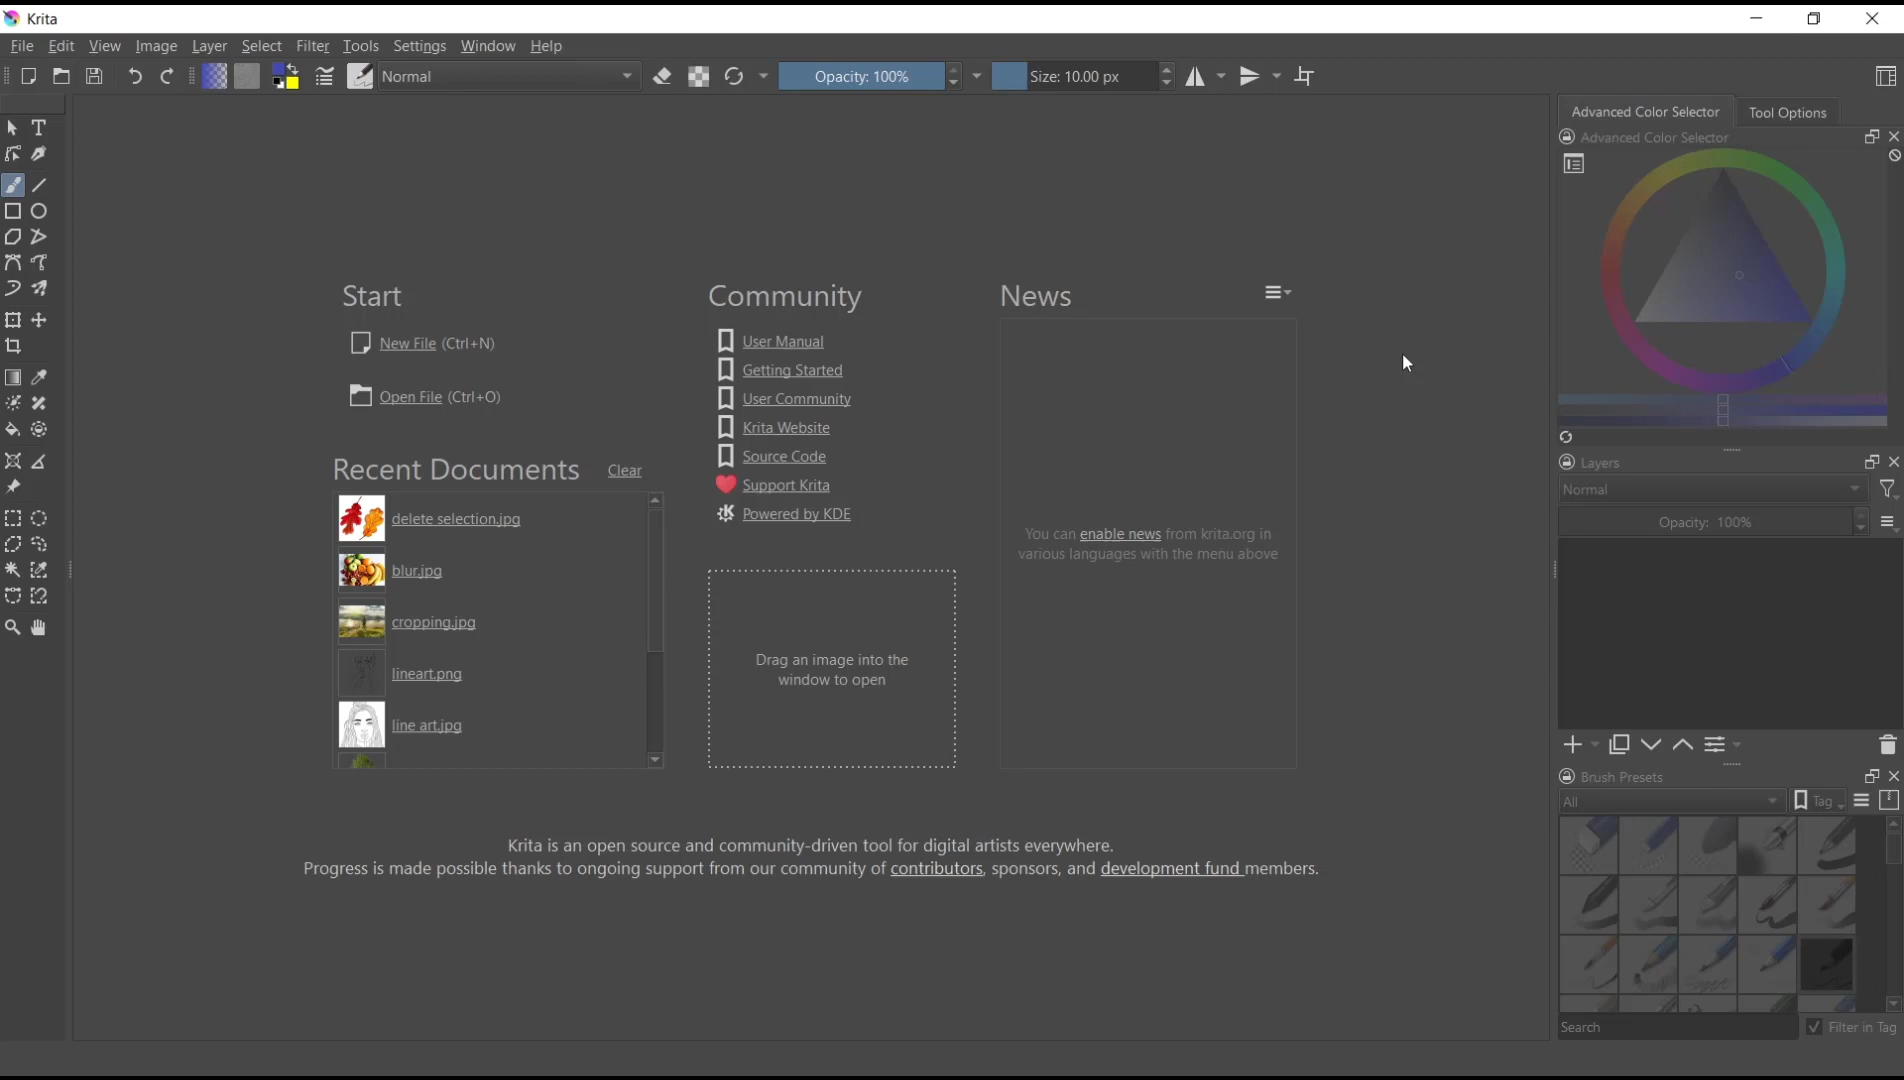 Krita
File Edit View Image Layer Select Filter Tools Settings Window Help
Normal Opacity: 100% Size: 10.00 px
Advanced Color Selector Tool Options
Advanced Color Selector
Start
New File (Ctrl+N)
Open File (Ctrl+O)
Recent Documents Clear
delete selection.jpg
blur.jpg
cropping.jpg
lineart.png
line art.jpg
Community
User Manual
Getting Started
User Community
Krita Website
Source Code
Support Krita
Powered by KDE
Drag an image into the
window to open
News
You can enable news from krita.org in
various languages with the menu above
Krita is an open source and community-driven tool for digital artists everywhere.
Progress is made possible thanks to ongoing support from our community of contributors, sponsors, and development fund members.
Layers
Normal
Opacity: 100%
Brush Presets
All Tag
Search Filter in Tag